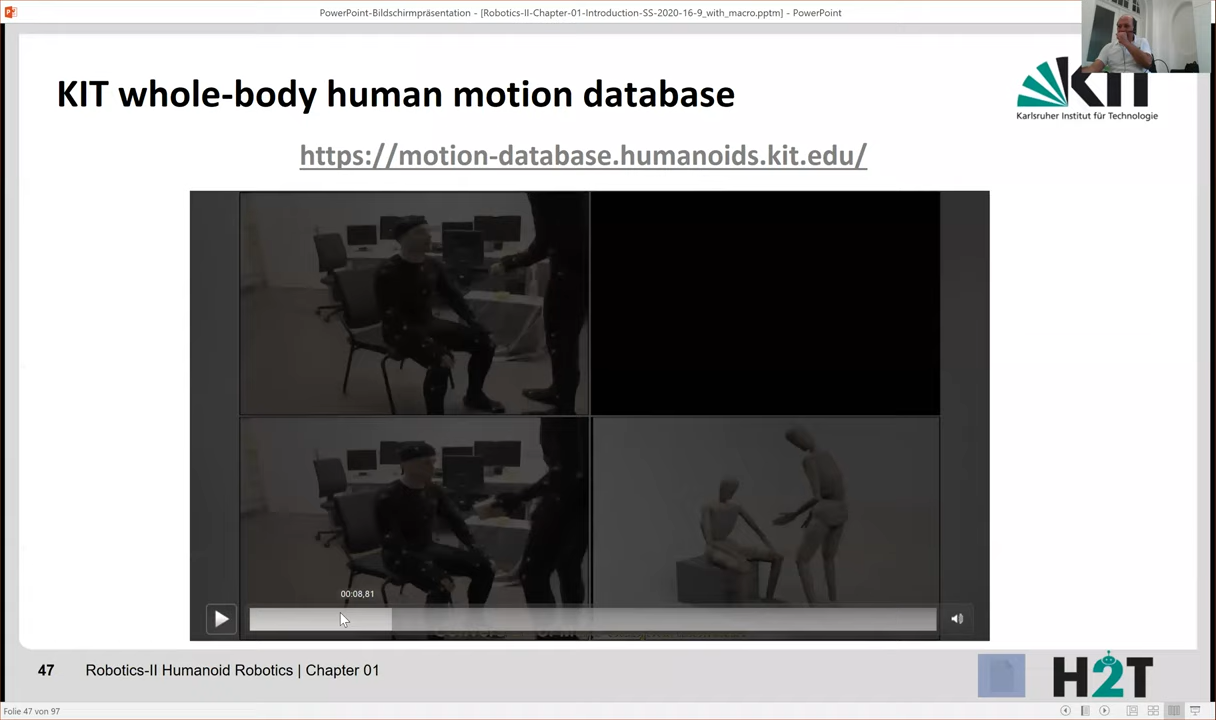 PowerPoint-Bildschirmpräsentation - [Robotics-II-Chapter-01-Introduction-SS-2020-16-9_with_macro.pptm] - PowerPoint
KIT whole-body human motion database
KIT
Karlsruher Institut für Technologie
https://motion-database.humanoids.kit.edu/
00:08,81
47 Robotics-II Humanoid Robotics | Chapter 01
H2T
Folie 47 von 97